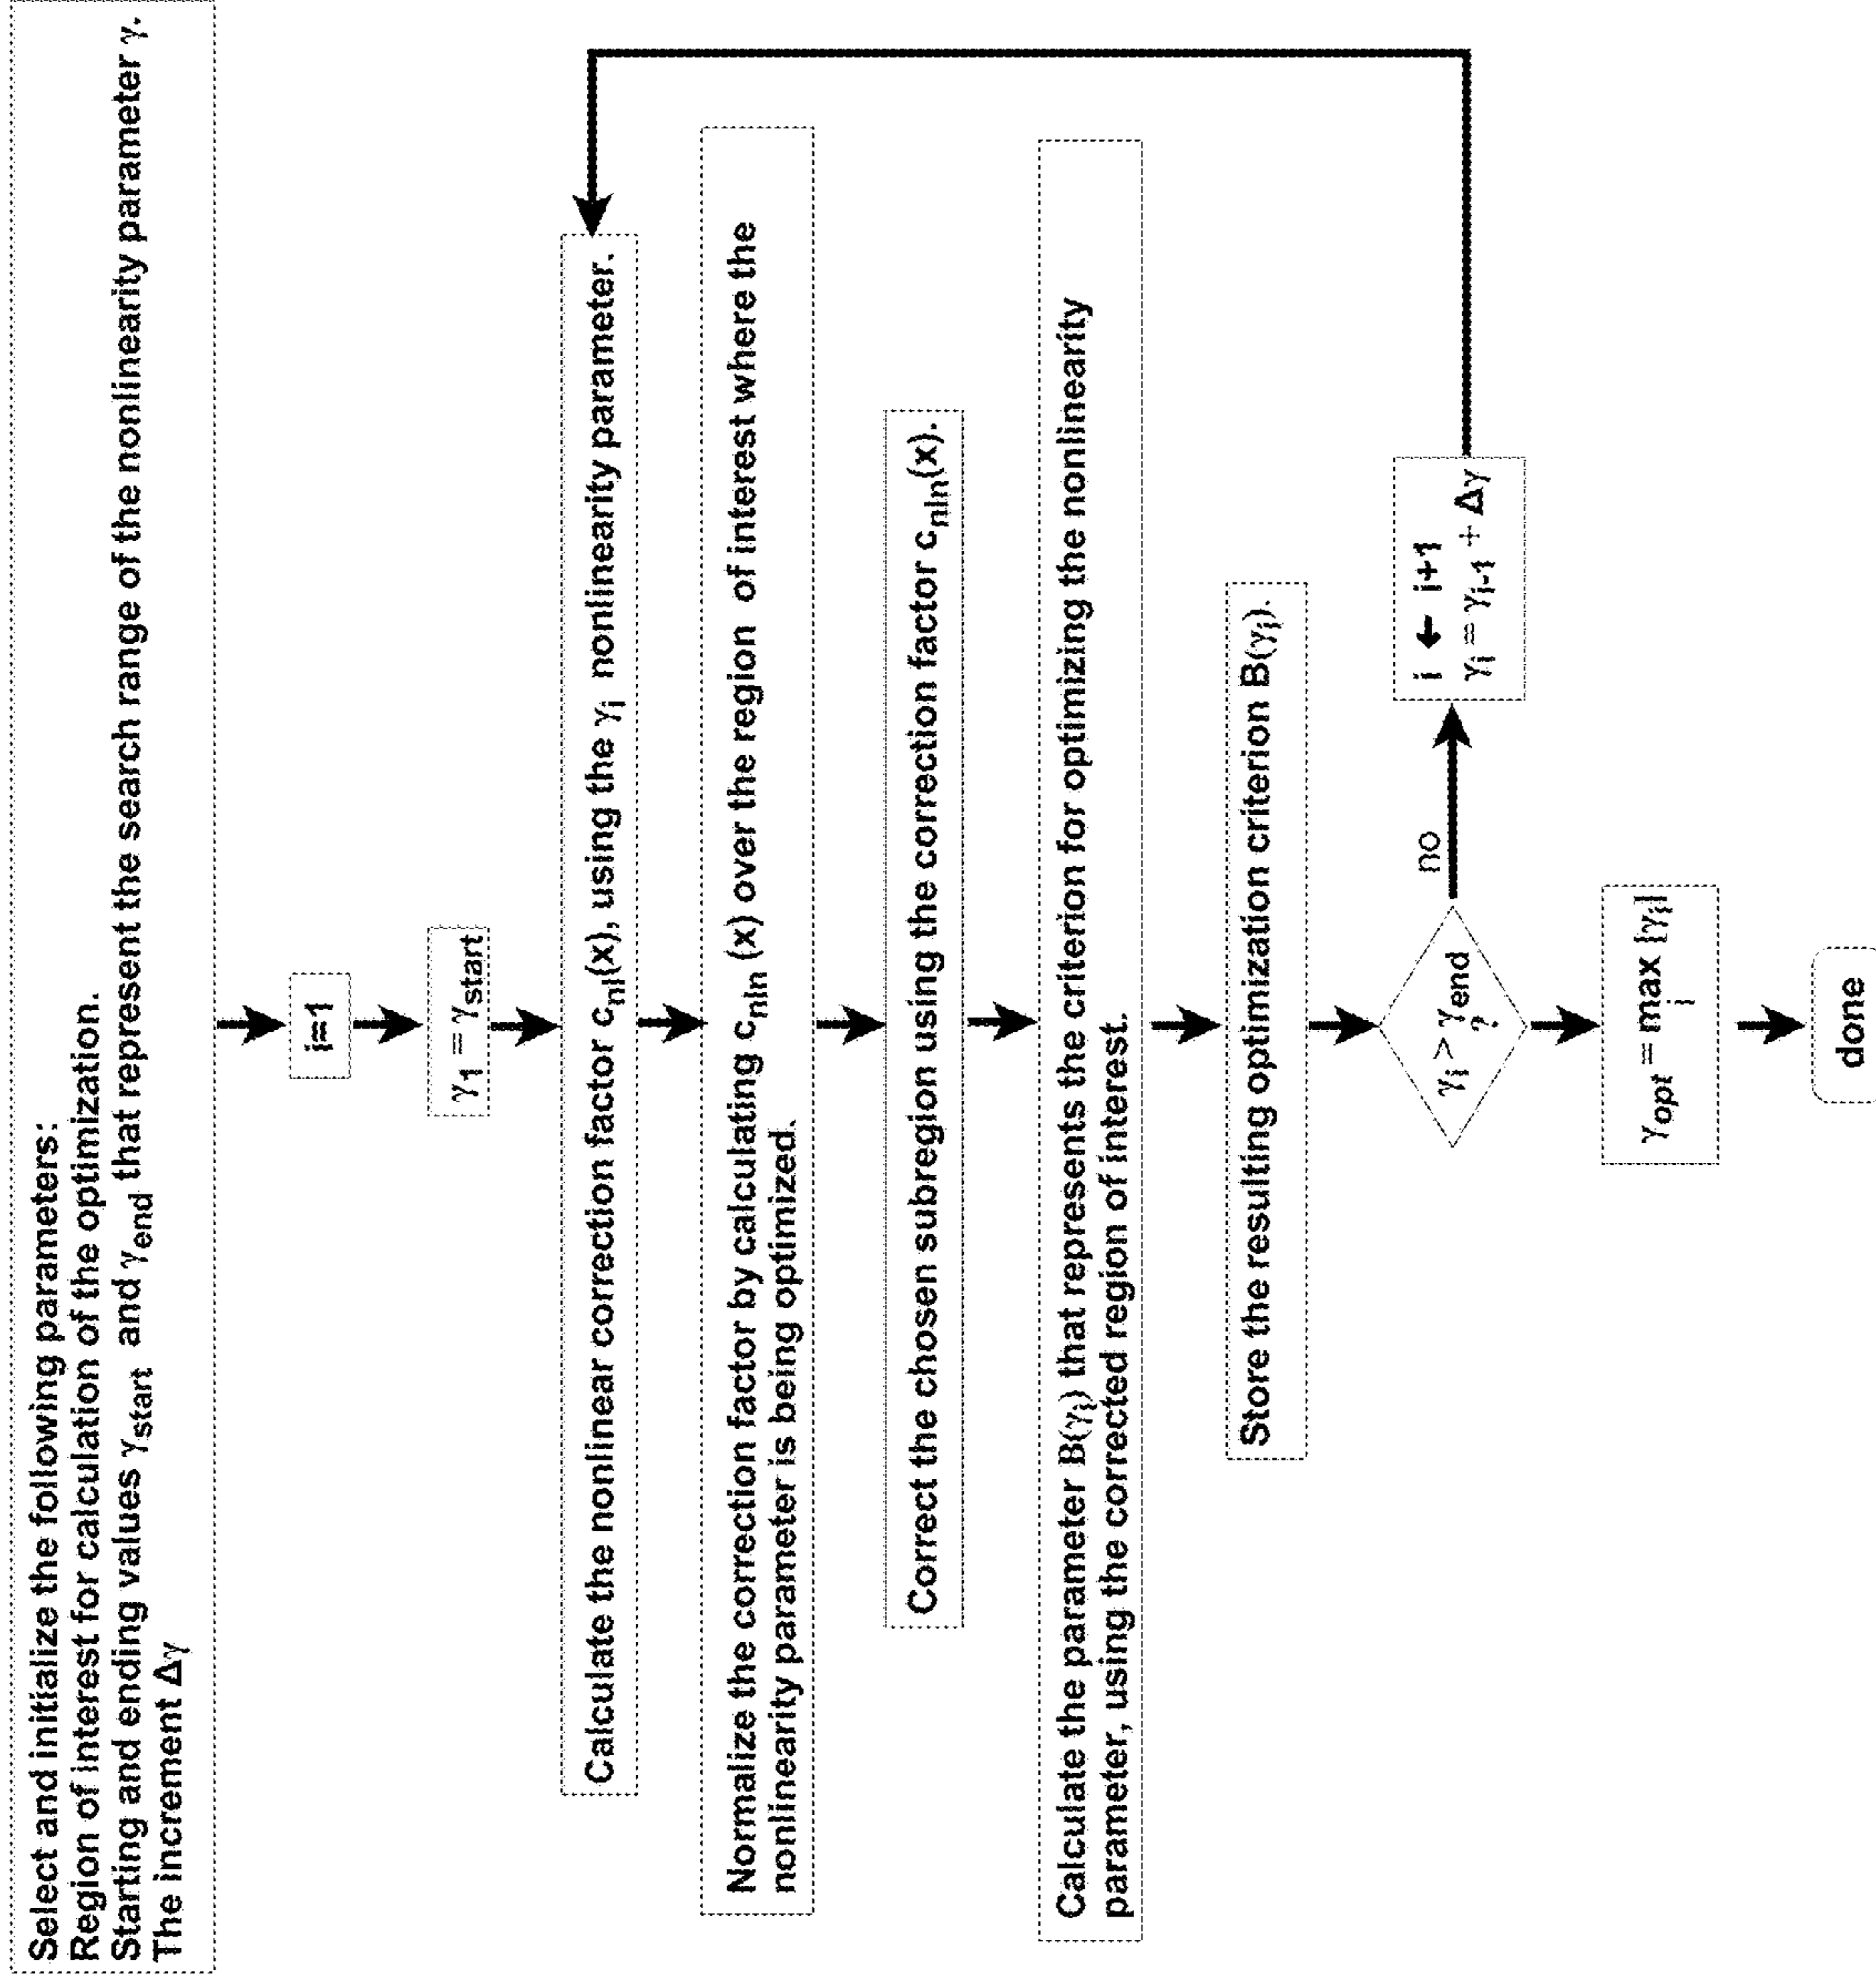 Select and initialize the following parameters:
Region of interest for calculation of the optimization.
Starting and ending values γstart and γend that represent the search range of the nonlinearity parameter γ.
The increment Δγ
i=1
γ1 = γstart
Calculate the nonlinear correction factor cnl(x), using the γi nonlinearity parameter.
Normalize the correction factor by calculating cnln (x) over the region of interest where the
nonlinearity parameter is being optimized.
Correct the chosen subregion using the correction factor cnln(x).
Calculate the parameter B(γi) that represents the criterion for optimizing the nonlinearity
parameter, using the corrected region of interest.
Store the resulting optimization criterion B(γi).
γi > γend
?
no
i ← i+1
γi = γi-1 + Δγ
γopt = max [γi]
i
done